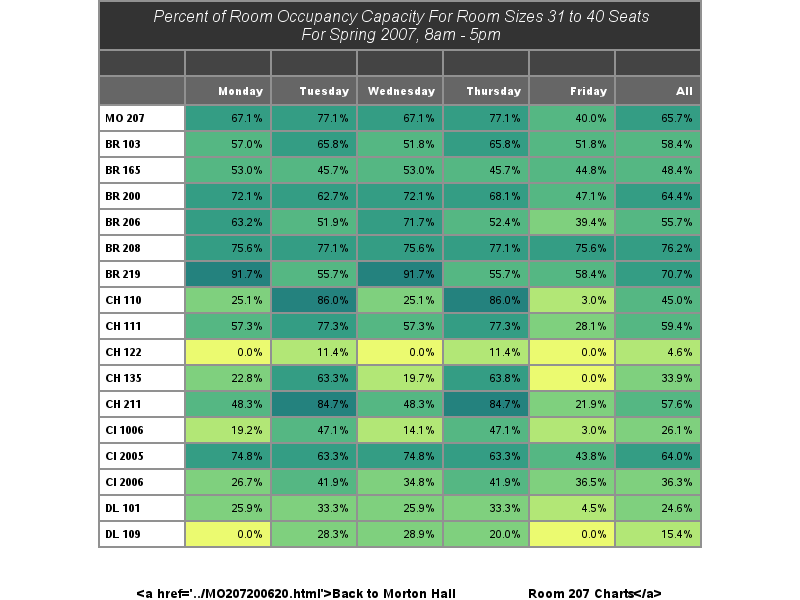 Percent of Room Occupancy Capacity For Room Sizes 31 to 40 Seats
For Spring 2007, 8am - 5pm
Monday Tuesday Wednesday Thursday Friday All
MO 207 67.1% 77.1% 67.1% 77.1% 40.0% 65.7%
BR 103 57.0% 65.8% 51.8% 65.8% 51.8% 58.4%
BR 165 53.0% 45.7% 53.0% 45.7% 44.8% 48.4%
BR 200 72.1% 62.7% 72.1% 68.1% 47.1% 64.4%
BR 206 63.2% 51.9% 71.7% 52.4% 39.4% 55.7%
BR 208 75.6% 77.1% 75.6% 77.1% 75.6% 76.2%
BR 219 91.7% 55.7% 91.7% 55.7% 58.4% 70.7%
CH 110 25.1% 86.0% 25.1% 86.0% 3.0% 45.0%
CH 111 57.3% 77.3% 57.3% 77.3% 28.1% 59.4%
CH 122 0.0% 11.4% 0.0% 11.4% 0.0% 4.6%
CH 135 22.8% 63.3% 19.7% 63.8% 0.0% 33.9%
CH 211 48.3% 84.7% 48.3% 84.7% 21.9% 57.6%
CI 1006 19.2% 47.1% 14.1% 47.1% 3.0% 26.1%
CI 2005 74.8% 63.3% 74.8% 63.3% 43.8% 64.0%
CI 2006 26.7% 41.9% 34.8% 41.9% 36.5% 36.3%
DL 101 25.9% 33.3% 25.9% 33.3% 4.5% 24.6%
DL 109 0.0% 28.3% 28.9% 20.0% 0.0% 15.4%
<a href='../MO207200620.html'>Back to Morton Hall Room 207 Charts</a>